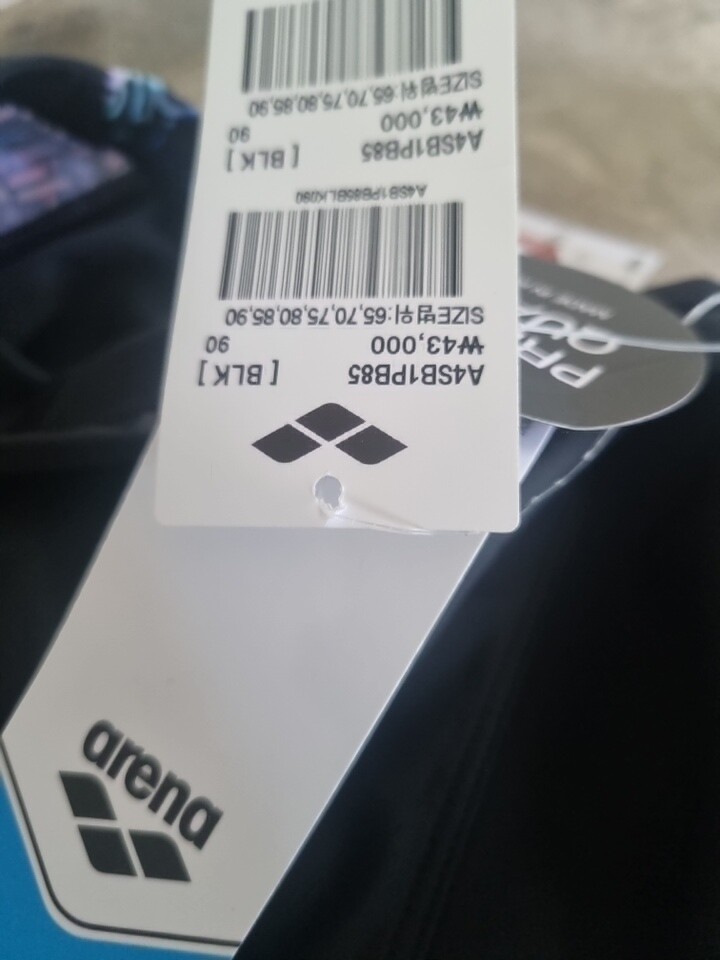 A4SB1PB85 [ BLK ]
₩43,000 90
SIZE범위:65,70,75,80,85,90
A4SB1PB85BLK090
A4SB1PB85 [ BLK ]
₩43,000 90
SIZE범위:65,70,75,80,85,90
arena